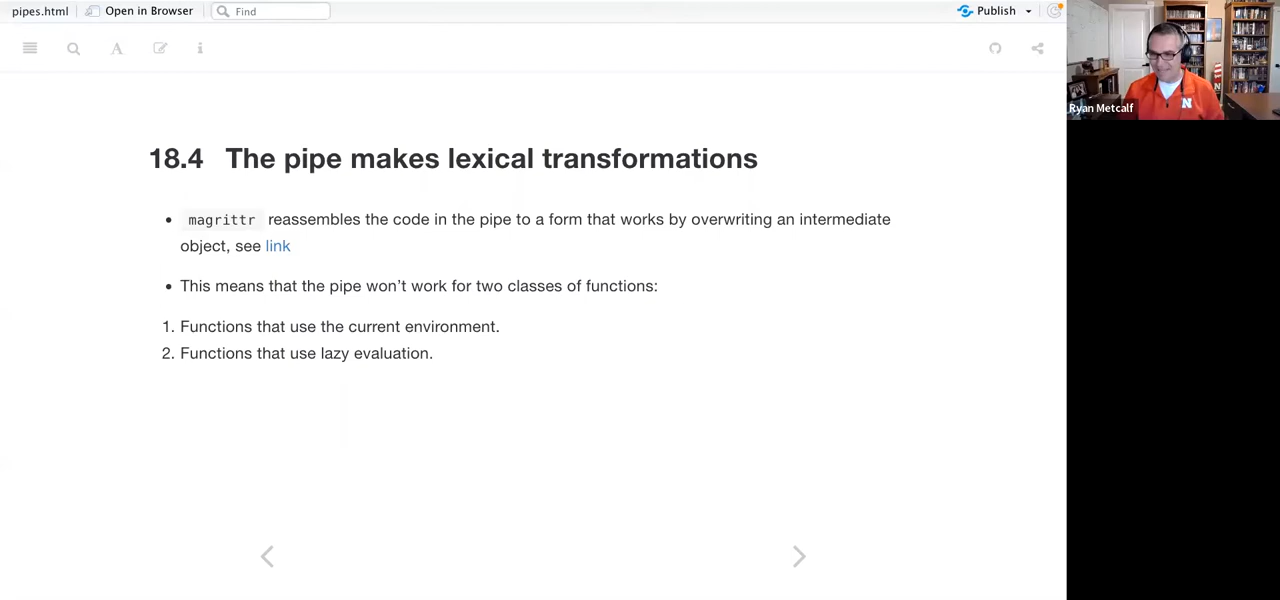 pipes.html Open in Browser Find Publish
18.4 The pipe makes lexical transformations
• magrittr reassembles the code in the pipe to a form that works by overwriting an intermediate
object, see link
• This means that the pipe won't work for two classes of functions:
1. Functions that use the current environment.
2. Functions that use lazy evaluation.
N
Ryan Metcalf